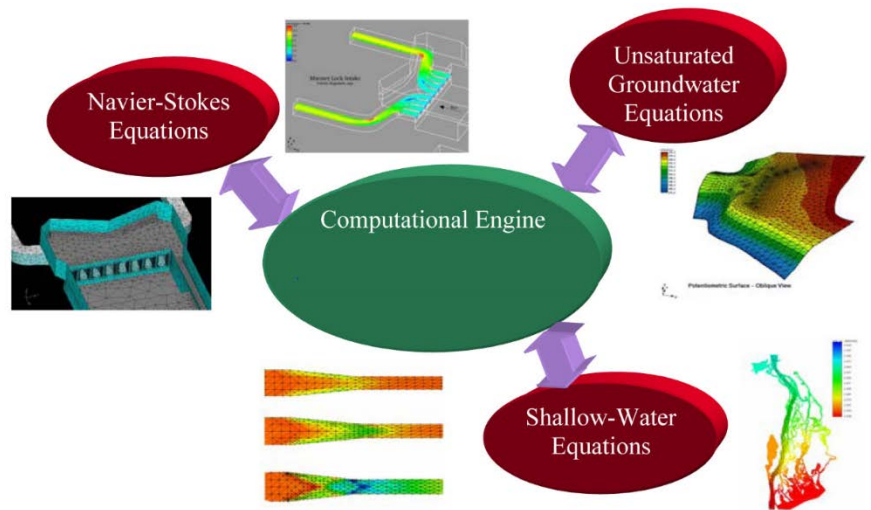 Navier-Stokes
Equations
Unsaturated
Groundwater
Equations
Computational Engine
Potentiometric Surface - Oblique View
Shallow-Water
Equations